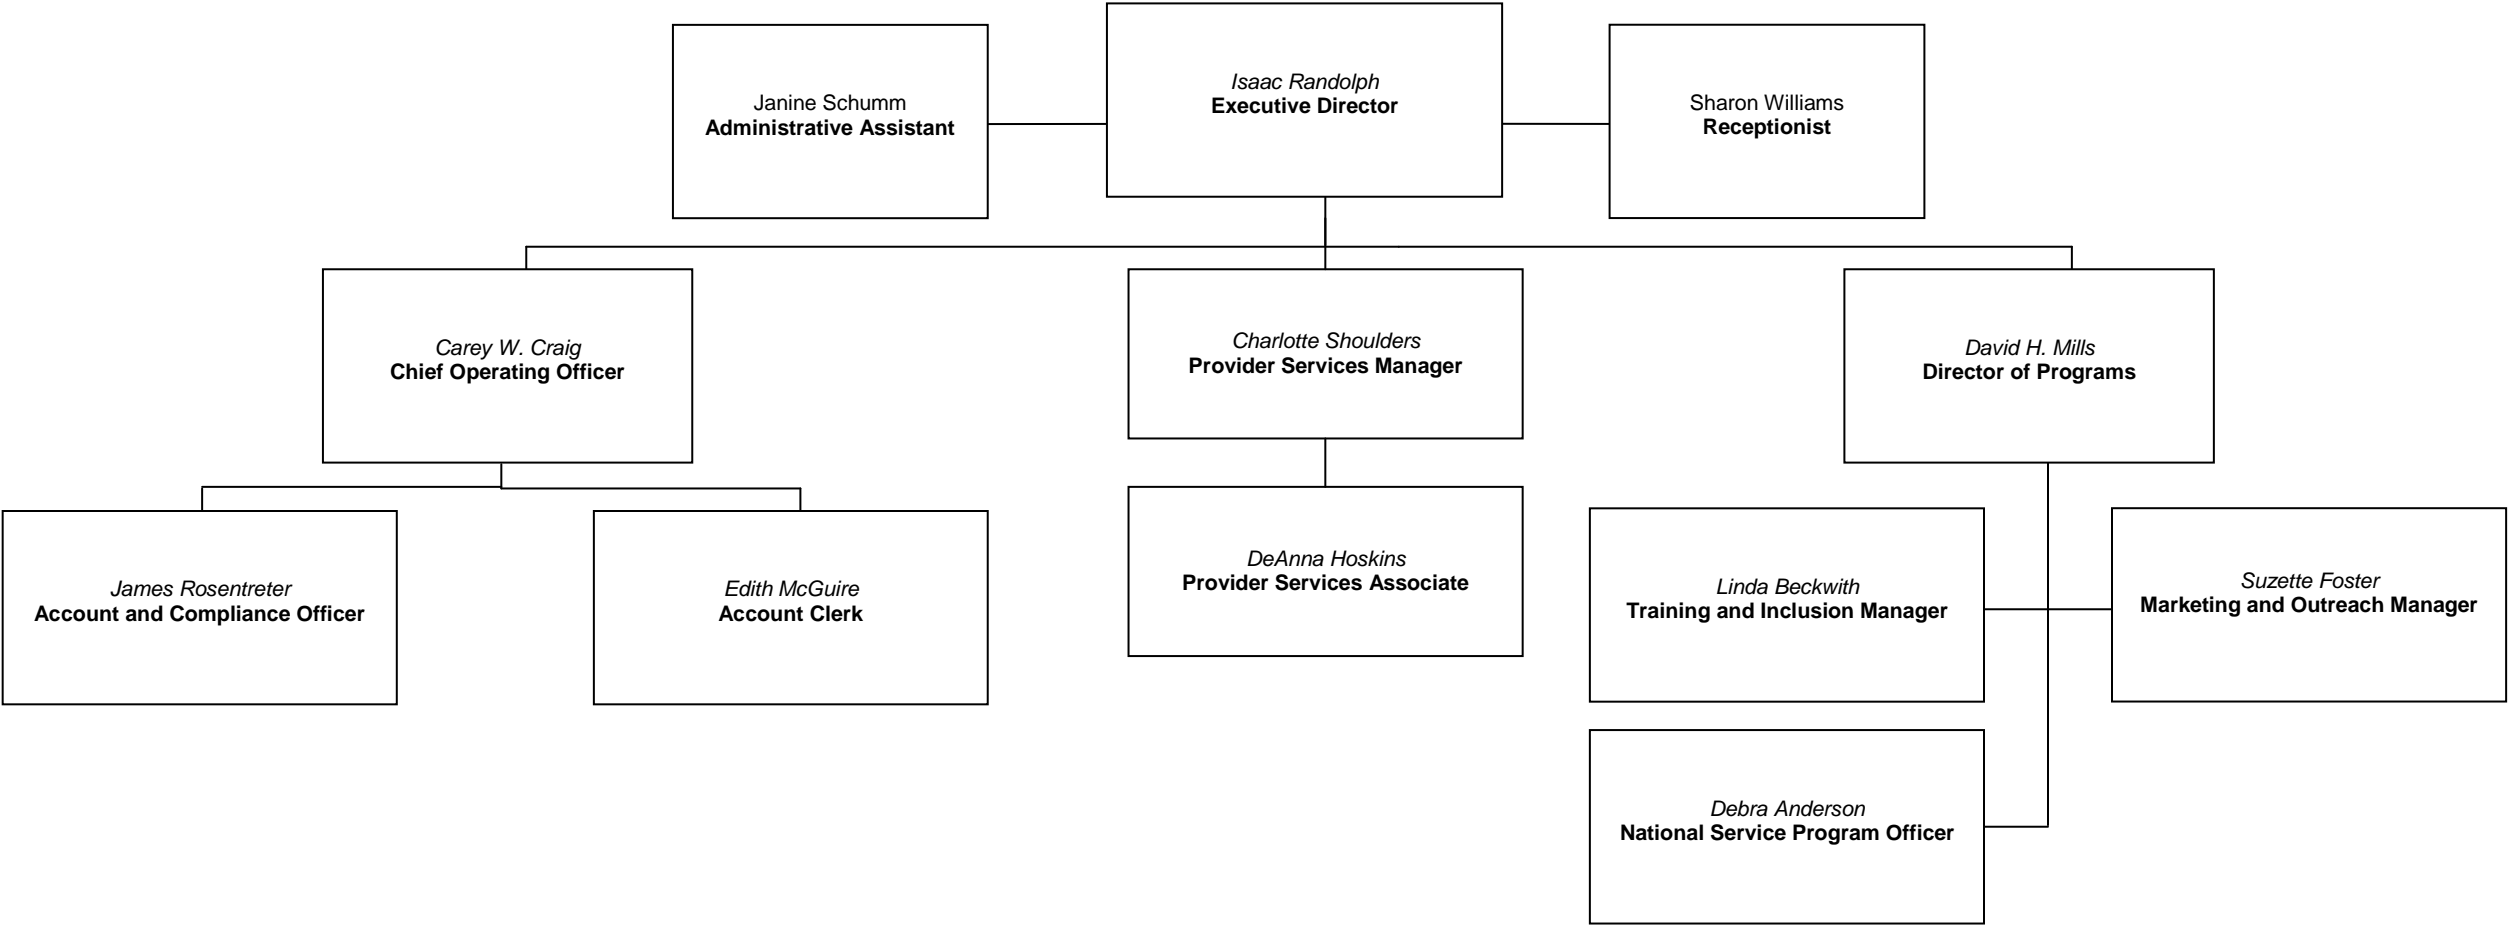 Isaac Randolph
Executive Director
Janine Schumm
Administrative Assistant
Sharon Williams
Receptionist
Carey W. Craig
Chief Operating Officer
Charlotte Shoulders
Provider Services Manager
David H. Mills
Director of Programs
James Rosentreter
Account and Compliance Officer
Edith McGuire
Account Clerk
DeAnna Hoskins
Provider Services Associate
Linda Beckwith
Training and Inclusion Manager
Suzette Foster
Marketing and Outreach Manager
Debra Anderson
National Service Program Officer